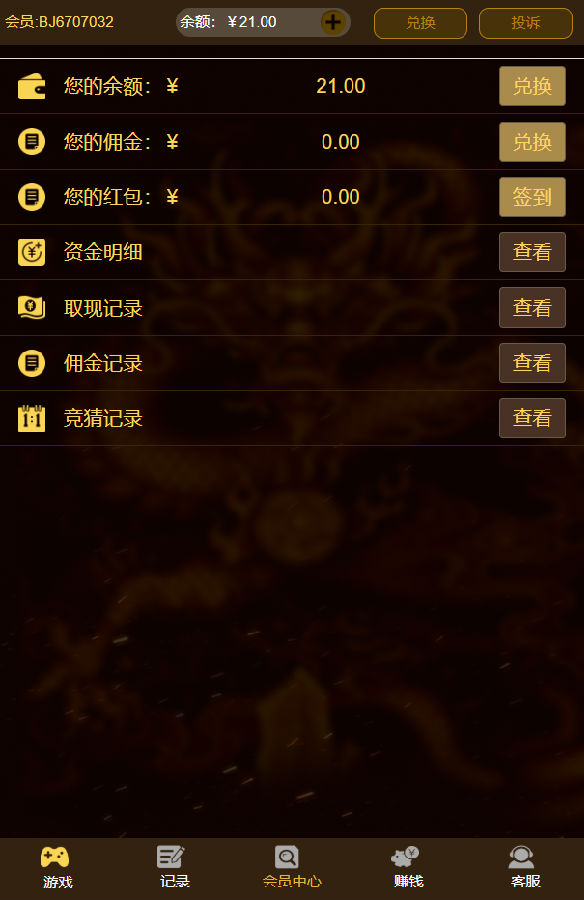 会员:BJ6707032 余额：￥21.00 兑换 投诉
您的余额：￥ 21.00 兑换
您的佣金：￥ 0.00 兑换
您的红包：￥ 0.00 签到
资金明细 查看
取现记录 查看
佣金记录 查看
1:1 竞猜记录 查看
游戏 记录 会员中心 赚钱 客服